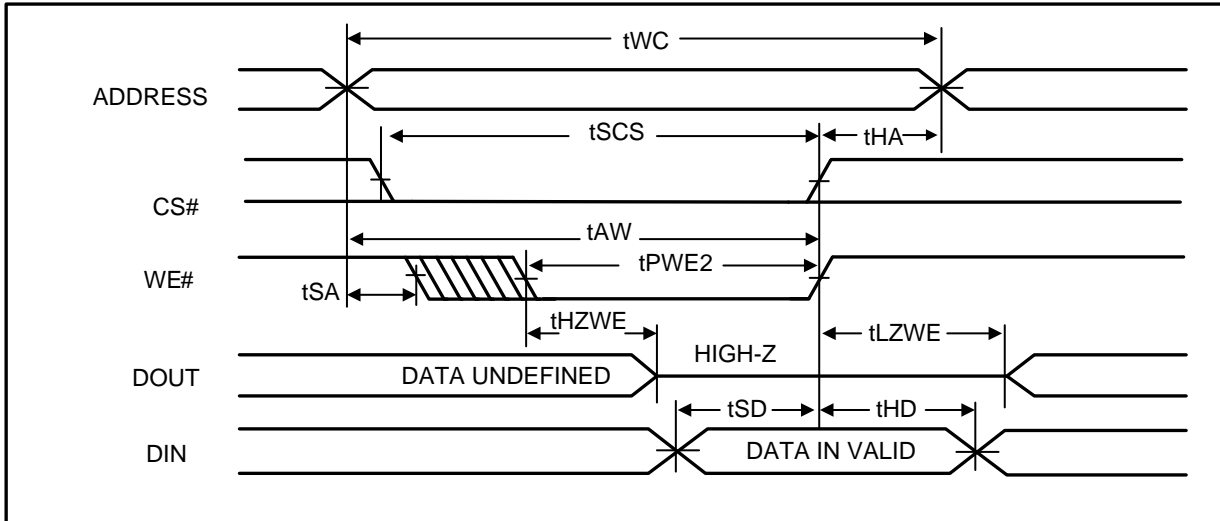 tWC
ADDRESS
tSCS
tHA
CS#
tAW
tPWE2
WE#
tSA
tHZWE
tLZWE
HIGH-Z
DOUT
DATA UNDEFINED
tSD
tHD
DIN
DATA IN VALID